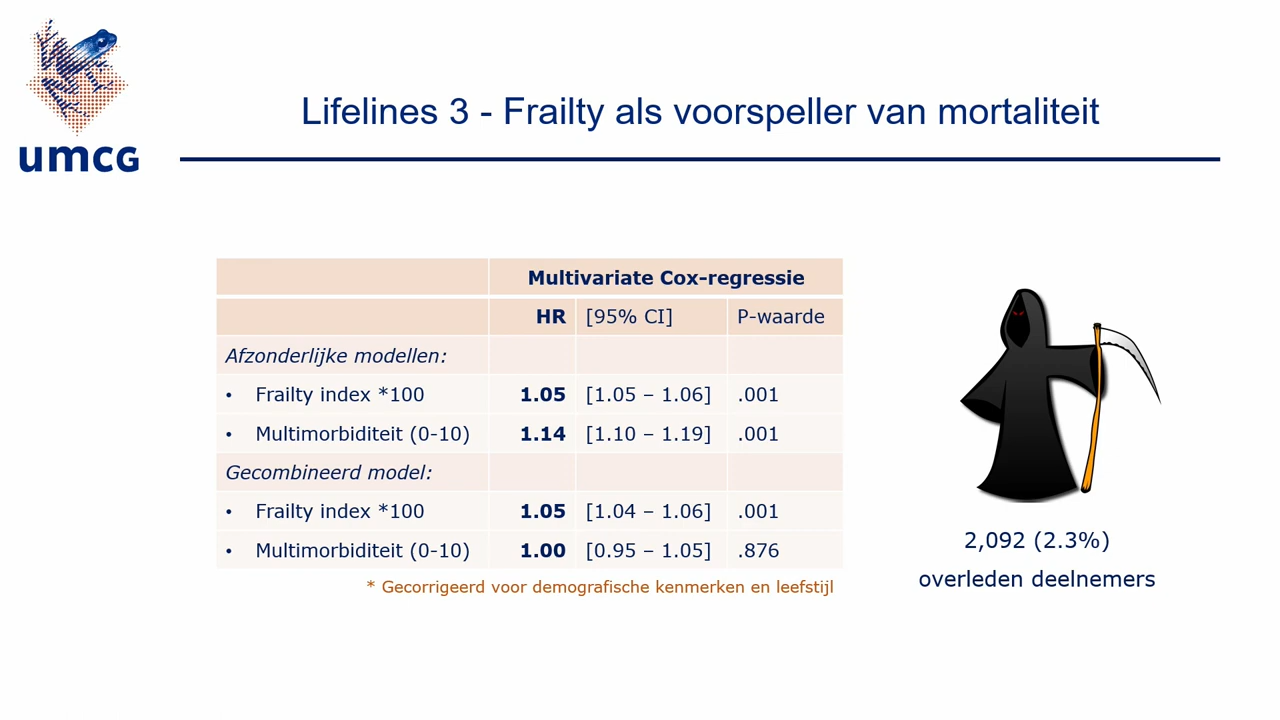 umcG
Lifelines 3 - Frailty als voorspeller van mortaliteit
Multivariate Cox-regressie
HR [95% CI] P-waarde
Afzonderlijke modellen:
• Frailty index *100 1.05 [1.05 – 1.06] .001
• Multimorbiditeit (0-10) 1.14 [1.10 – 1.19] .001
Gecombineerd model:
• Frailty index *100 1.05 [1.04 – 1.06] .001
• Multimorbiditeit (0-10) 1.00 [0.95 – 1.05] .876
* Gecorrigeerd voor demografische kenmerken en leefstijl
2,092 (2.3%)
overleden deelnemers